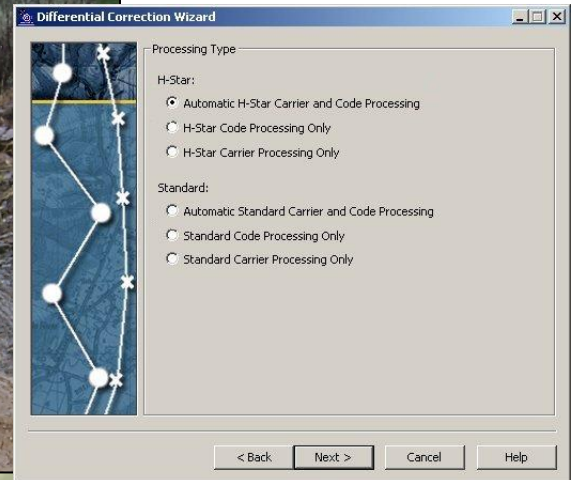 Differential Correction Wizard
Processing Type
H-Star:
Automatic H-Star Carrier and Code Processing
H-Star Code Processing Only
H-Star Carrier Processing Only
Standard:
Automatic Standard Carrier and Code Processing
Standard Code Processing Only
Standard Carrier Processing Only
< Back Next > Cancel Help